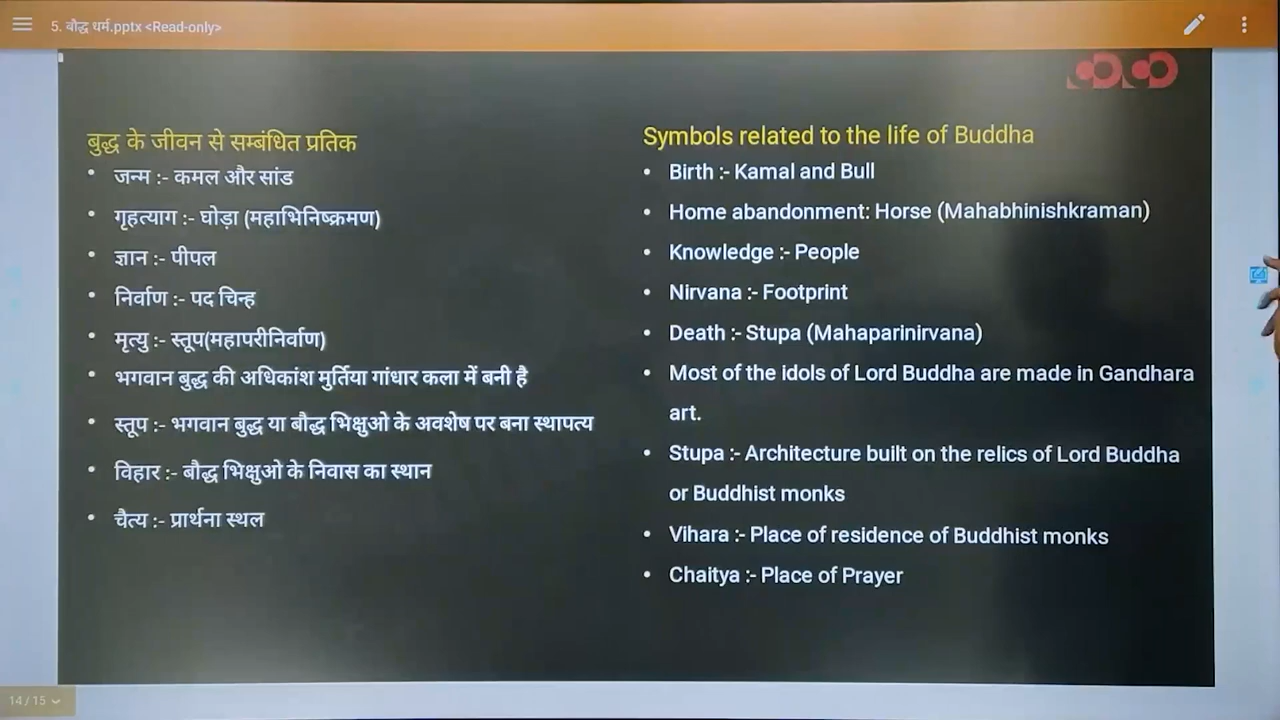 5. बौद्ध धर्म.pptx <Read-only>
बुद्ध के जीवन से सम्बंधित प्रतिक
• जन्म :- कमल और सांड
• गृहत्याग :- घोड़ा (महाभिनिष्क्रमण)
• ज्ञान :- पीपल
• निर्वाण :- पद चिन्ह
• मृत्यु :- स्तूप(महापरीनिर्वाण)
• भगवान बुद्ध की अधिकांश मुर्तिया गांधार कला में बनी है
• स्तूप :- भगवान बुद्ध या बौद्ध भिक्षुओ के अवशेष पर बना स्थापत्य
• विहार :- बौद्ध भिक्षुओ के निवास का स्थान
• चैत्य :- प्रार्थना स्थल
Symbols related to the life of Buddha
• Birth :- Kamal and Bull
• Home abandonment: Horse (Mahabhinishkraman)
• Knowledge :- People
• Nirvana :- Footprint
• Death :- Stupa (Mahaparinirvana)
• Most of the idols of Lord Buddha are made in Gandhara
art.
• Stupa :- Architecture built on the relics of Lord Buddha
or Buddhist monks
• Vihara :- Place of residence of Buddhist monks
• Chaitya :- Place of Prayer
14 / 15